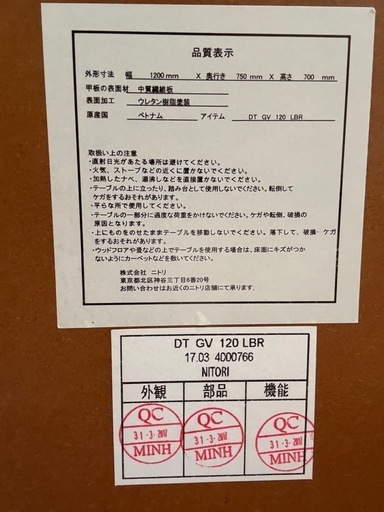 品質表示
外形寸法 幅 1200mm X 奥行き 750mm X 高さ 700 mm
甲板の表面材 中質繊維板
表面加工 ウレタン樹脂塗装
原産国 ベトナム アイテム DT GV 120 LBR
取扱い上の注意
・直射日光があたる場所は避けてください。
・火気、ストーブなどの近くに置かないでください。
・加熱したナベ、湯沸しなどを直接置かないでください。
・テーブルの上に立ったり、踏み台として使用しないでください。転倒して
ケガをするおそれがあります。
・平らな所で使用してください。
・テーブルの一部分に過度な荷重をかけないでください。ケガや転倒、破損の
原因となります。
・上にものをのせたままテーブルを移動しないでください。落下して、破損・ケガ
をするおそれがあります。
・ウッドフロアや畳などの上でテーブルを使用する場合は、床面にキズがつか
ないようにカーペットなどを敷いてください。
株式会社 ニトリ
東京都北区神谷三丁目6番20号
お問い合わせはお近くのニトリ店舗にて承ります。
DT GV 120 LBR
17.03 4000766
NITORI
外観 部品 機能
QC QC QC
31-3-2017 31-3-2017 31-3-2017
MINH MINH MINH